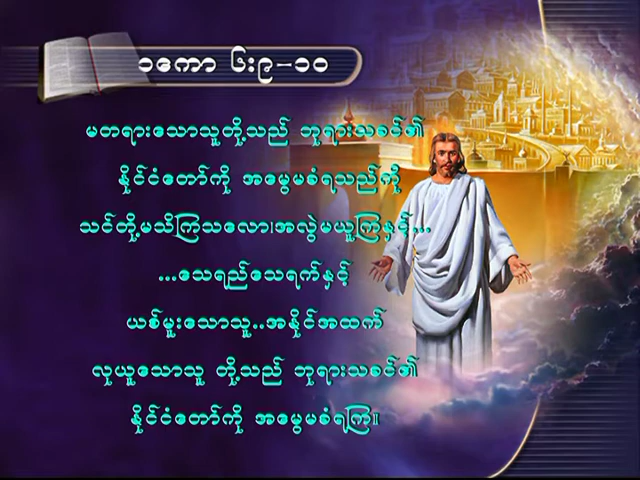 ၁ကော ၆း၉-၁၀
မတရားသောသူတို့သည် ဘုရားသခင်၏
နိုင်ငံတော်ကို အမွေမခံရသည်ကို
သင်တို့မသိကြသလော၊အလွဲမယူကြနှင့်...
...သေရည်သေရက်နှင့်
ယစ်မူးသောသူ..အနိုင်အထက်
လုယူသောသူ တို့သည် ဘုရားသခင်၏
နိုင်ငံတော်ကို အမွေမခံရကြ။